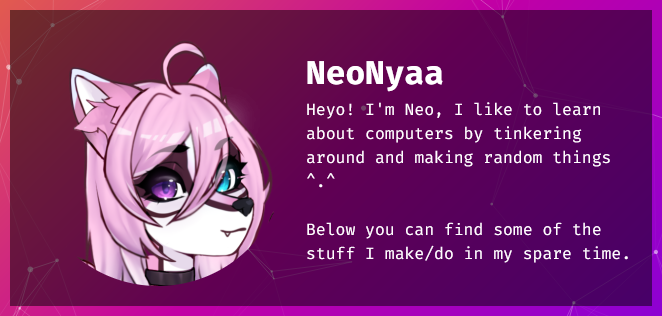 NeoNyaa
Heyo! I'm Neo, I like to learn
about computers by tinkering
around and making random things
^.^
Below you can find some of the
stuff I make/do in my spare time.